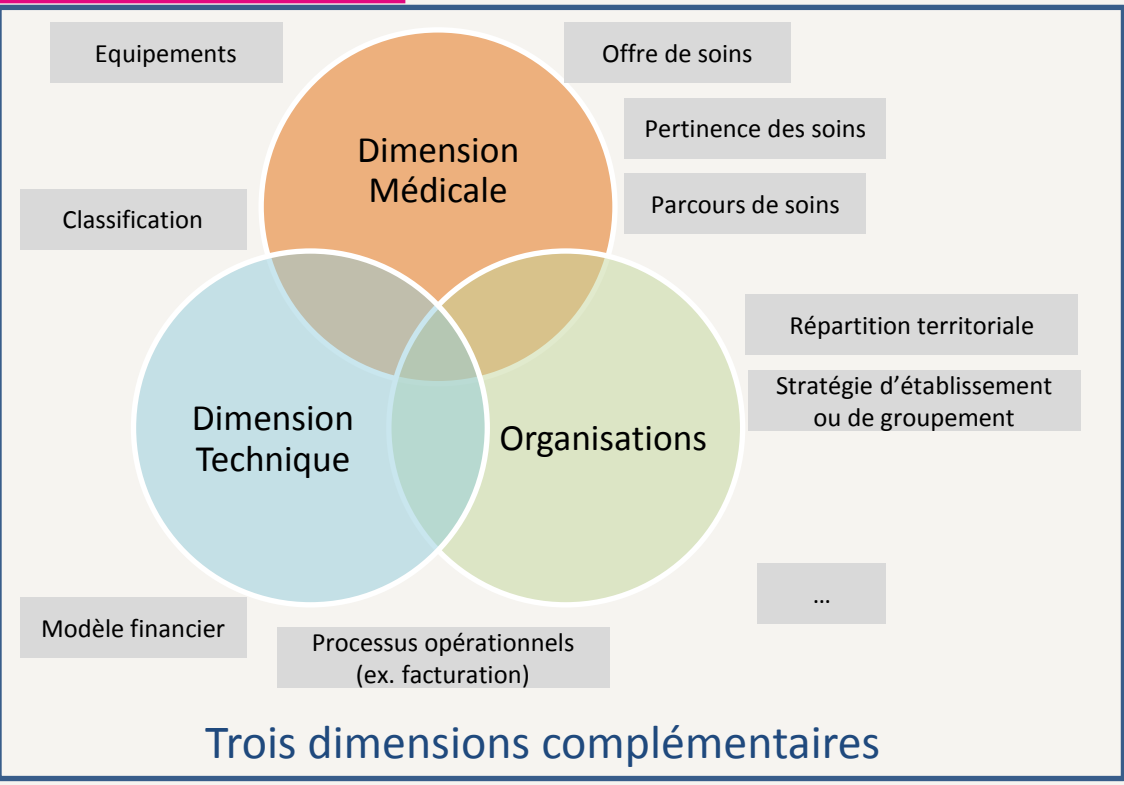 Equipements
Offre de soins
Pertinence des soins
Dimension
Médicale
Classification
Parcours de soins
Répartition territoriale
Stratégie d’établissement
ou de groupement
Dimension
Technique
Organisations
...
Modèle financier
Processus opérationnels
(ex. facturation)
Trois dimensions complémentaires